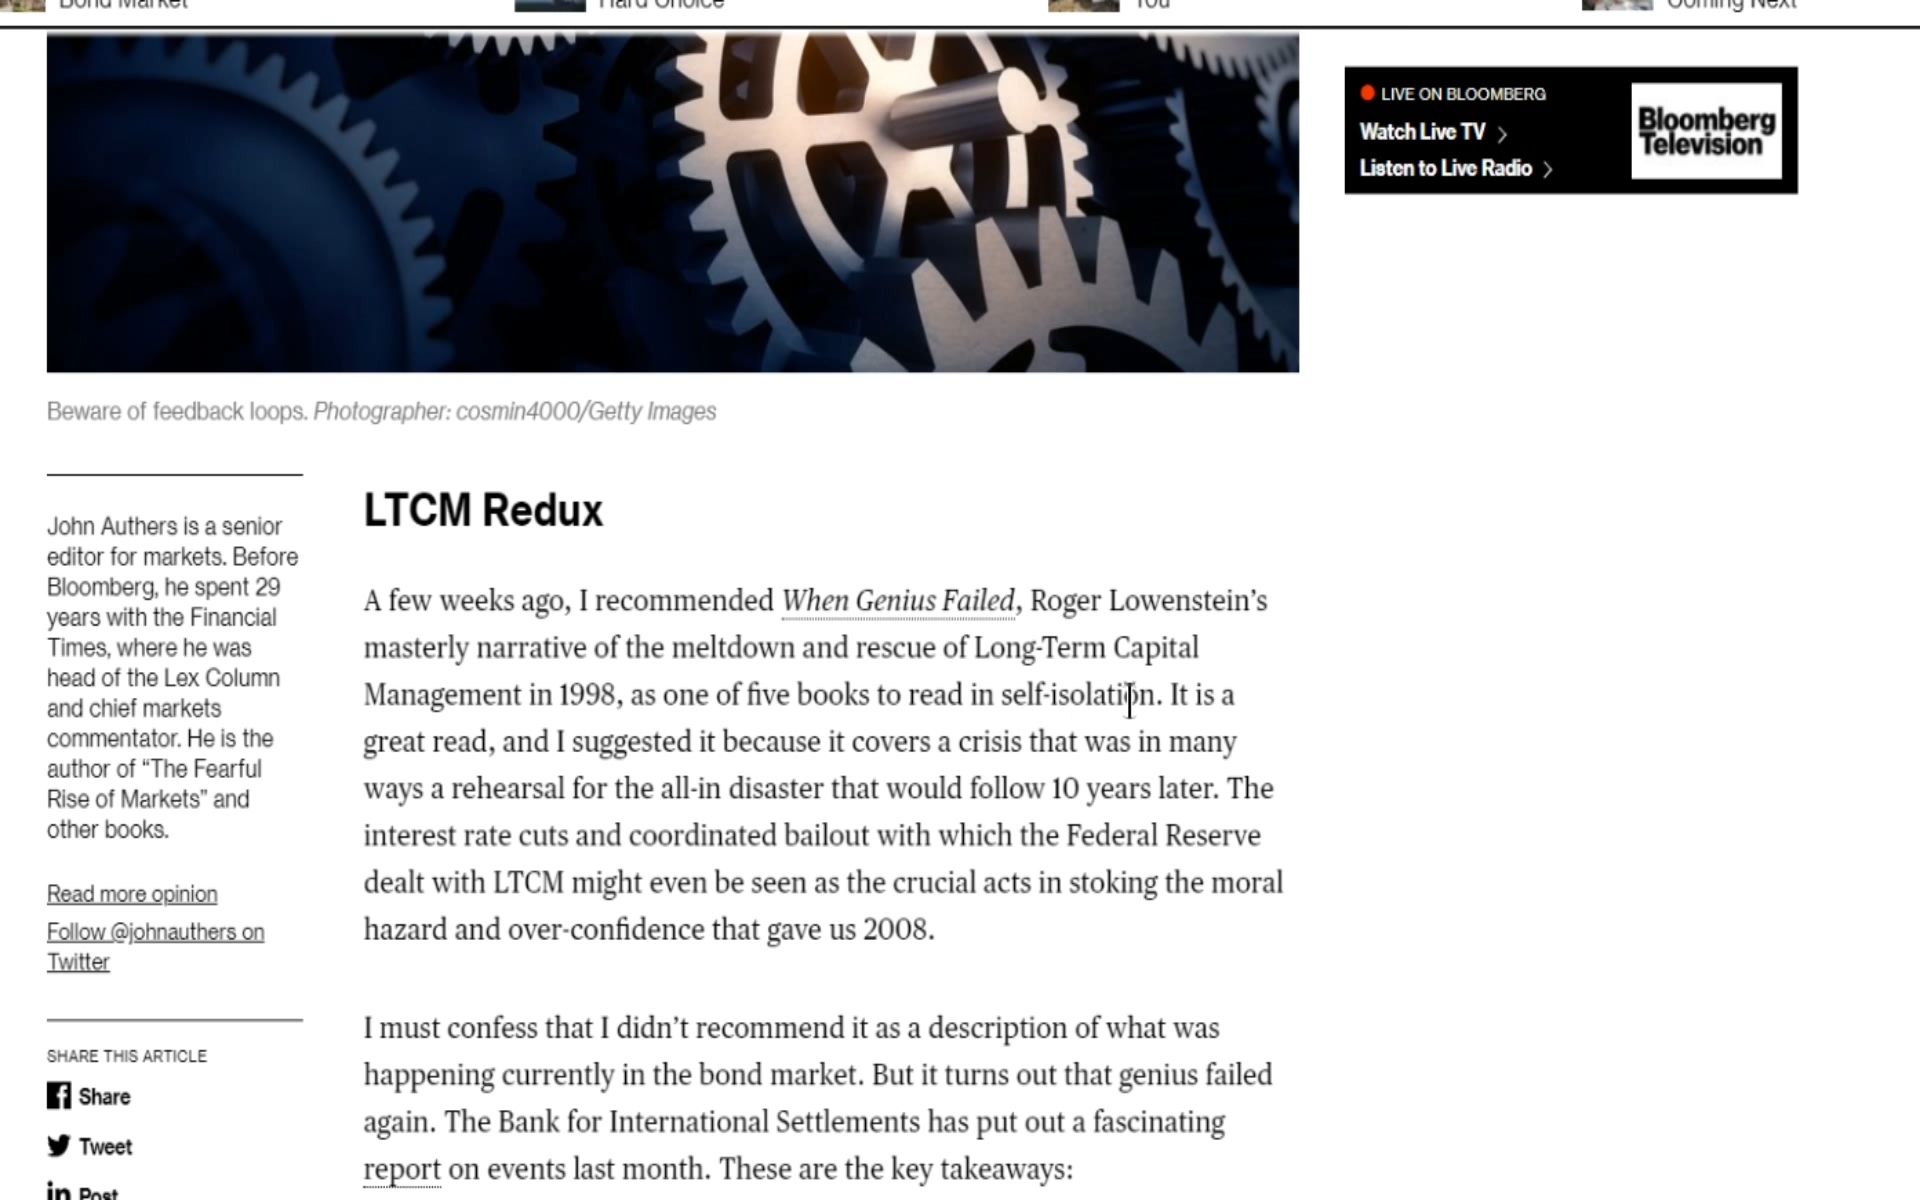 Bond Market
Hard Choice
You
Coming Next
LIVE ON BLOOMBERG
Watch Live TV
Listen to Live Radio
Bloomberg
Television
Beware of feedback loops. Photographer: cosmin4000/Getty Images
John Authers is a senior
editor for markets. Before
Bloomberg, he spent 29
years with the Financial
Times, where he was
head of the Lex Column
and chief markets
commentator. He is the
author of “The Fearful
Rise of Markets” and
other books.
Read more opinion
Follow @johnauthers on
Twitter
SHARE THIS ARTICLE
Share
Tweet
Post
LTCM Redux
A few weeks ago, I recommended When Genius Failed, Roger Lowenstein’s
masterly narrative of the meltdown and rescue of Long-Term Capital
Management in 1998, as one of five books to read in self-isolation. It is a
great read, and I suggested it because it covers a crisis that was in many
ways a rehearsal for the all-in disaster that would follow 10 years later. The
interest rate cuts and coordinated bailout with which the Federal Reserve
dealt with LTCM might even be seen as the crucial acts in stoking the moral
hazard and over-confidence that gave us 2008.
I must confess that I didn’t recommend it as a description of what was
happening currently in the bond market. But it turns out that genius failed
again. The Bank for International Settlements has put out a fascinating
report on events last month. These are the key takeaways: